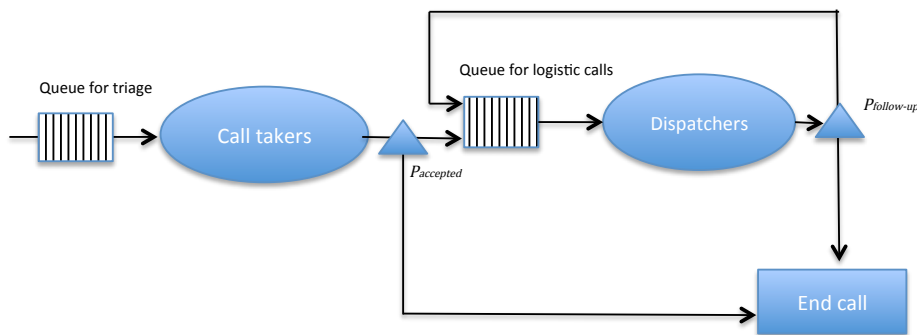 Queue for triage
Call takers
Paccepted
Queue for logistic calls
Dispatchers
Pfollow-up
End call